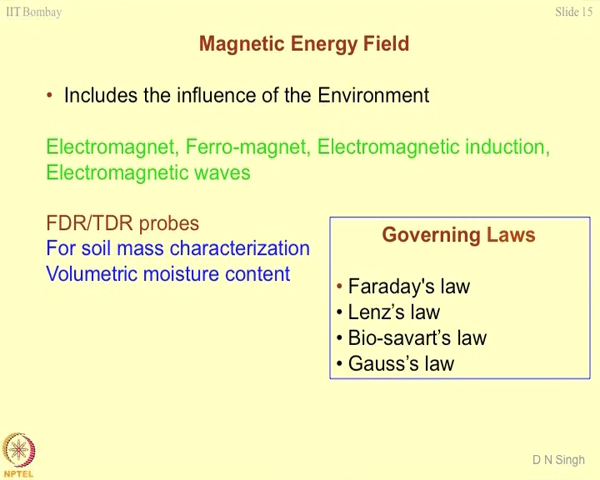 IIT Bombay
Slide 15
Magnetic Energy Field
• Includes the influence of the Environment
Electromagnet, Ferro-magnet, Electromagnetic induction,
Electromagnetic waves
FDR/TDR probes
For soil mass characterization
Volumetric moisture content
Governing Laws
• Faraday's law
• Lenz’s law
• Bio-savart’s law
• Gauss’s law
NPTEL
D N Singh